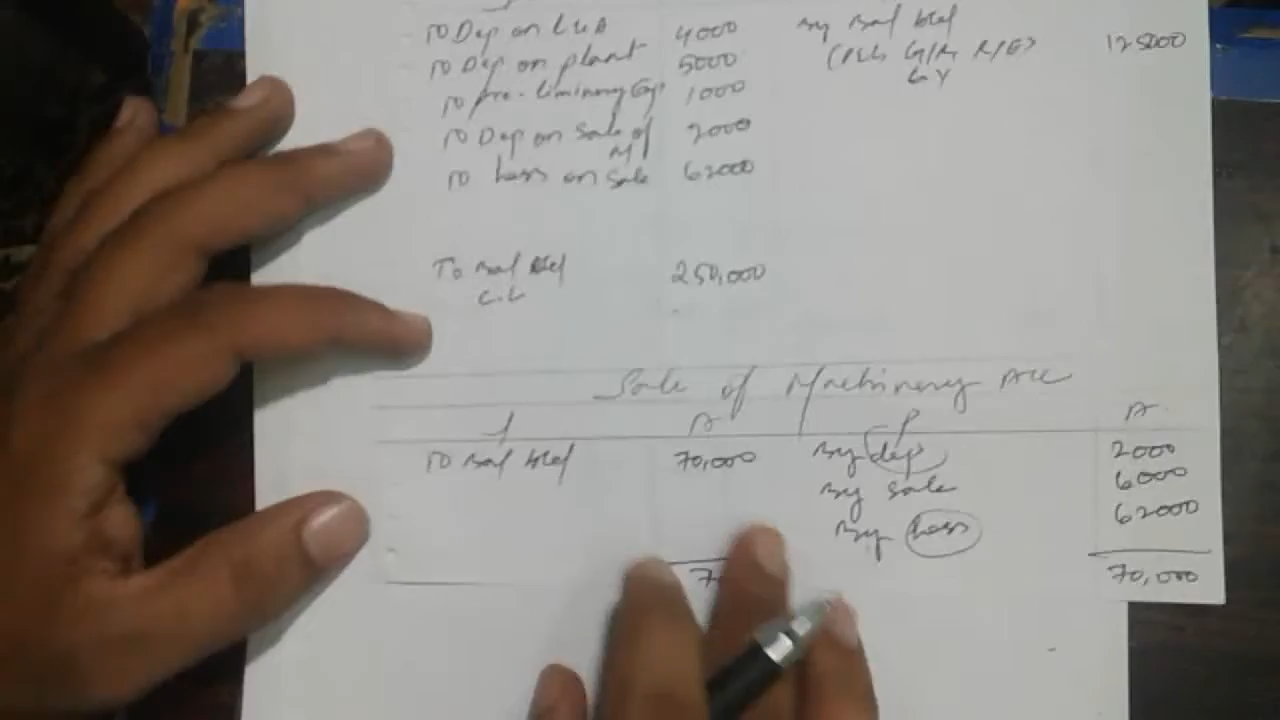 TO Dep on L & B 4000 By Bal b/d
TO Dep on plant 5000 (P/L, G/R, R/E) 125000
TO pre-liminary Exp 1000 L Y
TO Dep on Sale of 2000
M/
TO Loss on Sale 62000
To Bal 250,000
C.
Sale of Machinery A/c
A A
TO Bal b/d 70,000 By dep 2000
By sale 6000
By Loss 62000
7 70,000